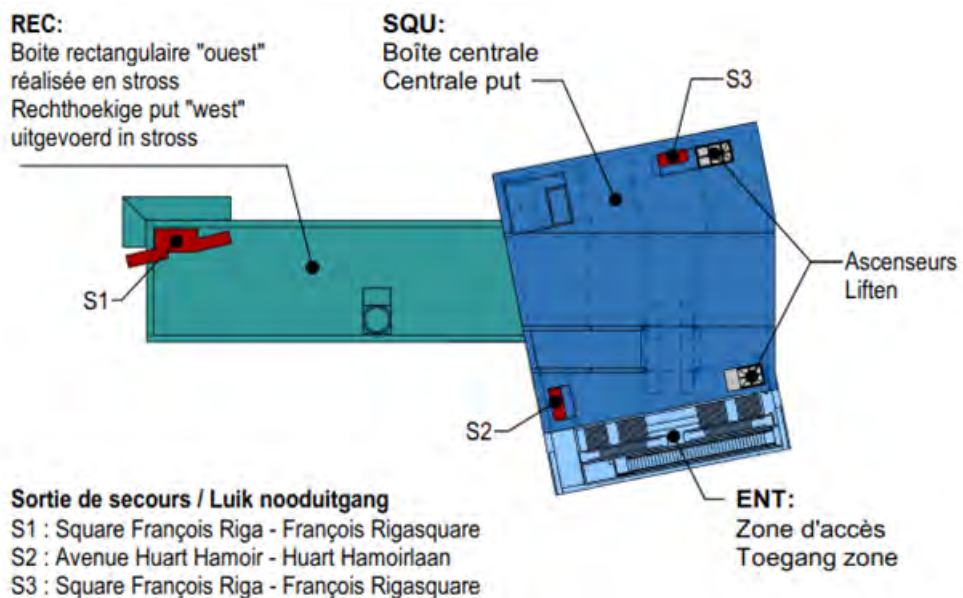 REC:
Boite rectangulaire "ouest"
réalisée en stross
Rechthoekige put "west"
uitgevoerd in stross
SQU:
Boîte centrale
Centrale put
S3
Ascenseurs
Liften
S1
S2
ENT:
Zone d'accès
Toegang zone
Sortie de secours / Luik nooduitgang
S1 : Square François Riga - François Rigasquare
S2 : Avenue Huart Hamoir - Huart Hamoirlaan
S3 : Square François Riga - François Rigasquare